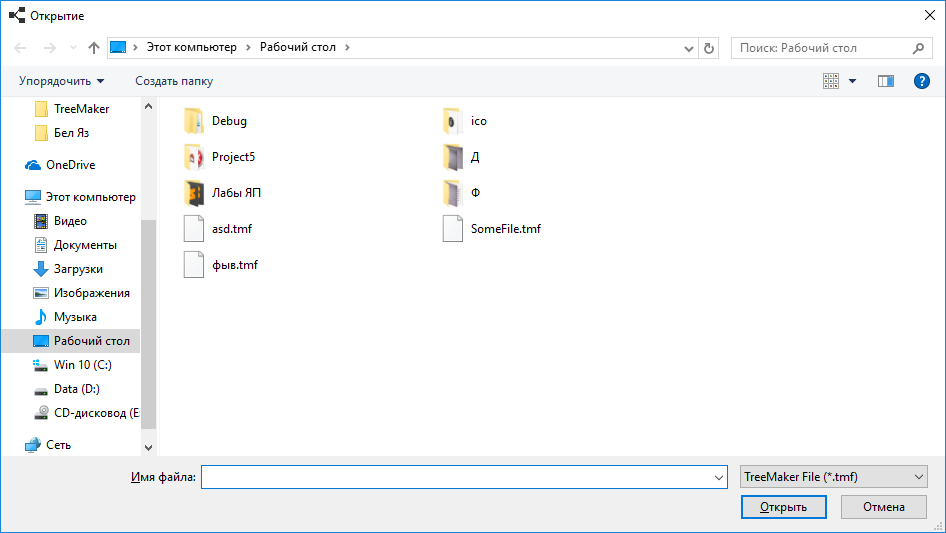 Открытие
Этот компьютер
Рабочий стол
Поиск: Рабочий стол
Упорядочить
Создать папку
TreeMaker
Бел Яз
OneDrive
Этот компьютер
Видео
Документы
Загрузки
Изображения
Музыка
Рабочий стол
Win 10 (C:)
Data (D:)
CD-дисковод (E
Сеть
Debug
ico
Project5
Д
Лабы ЯП
Ф
asd.tmf
SomeFile.tmf
фыв.tmf
Имя файла:
TreeMaker File (*.tmf)
Открыть
Отмена